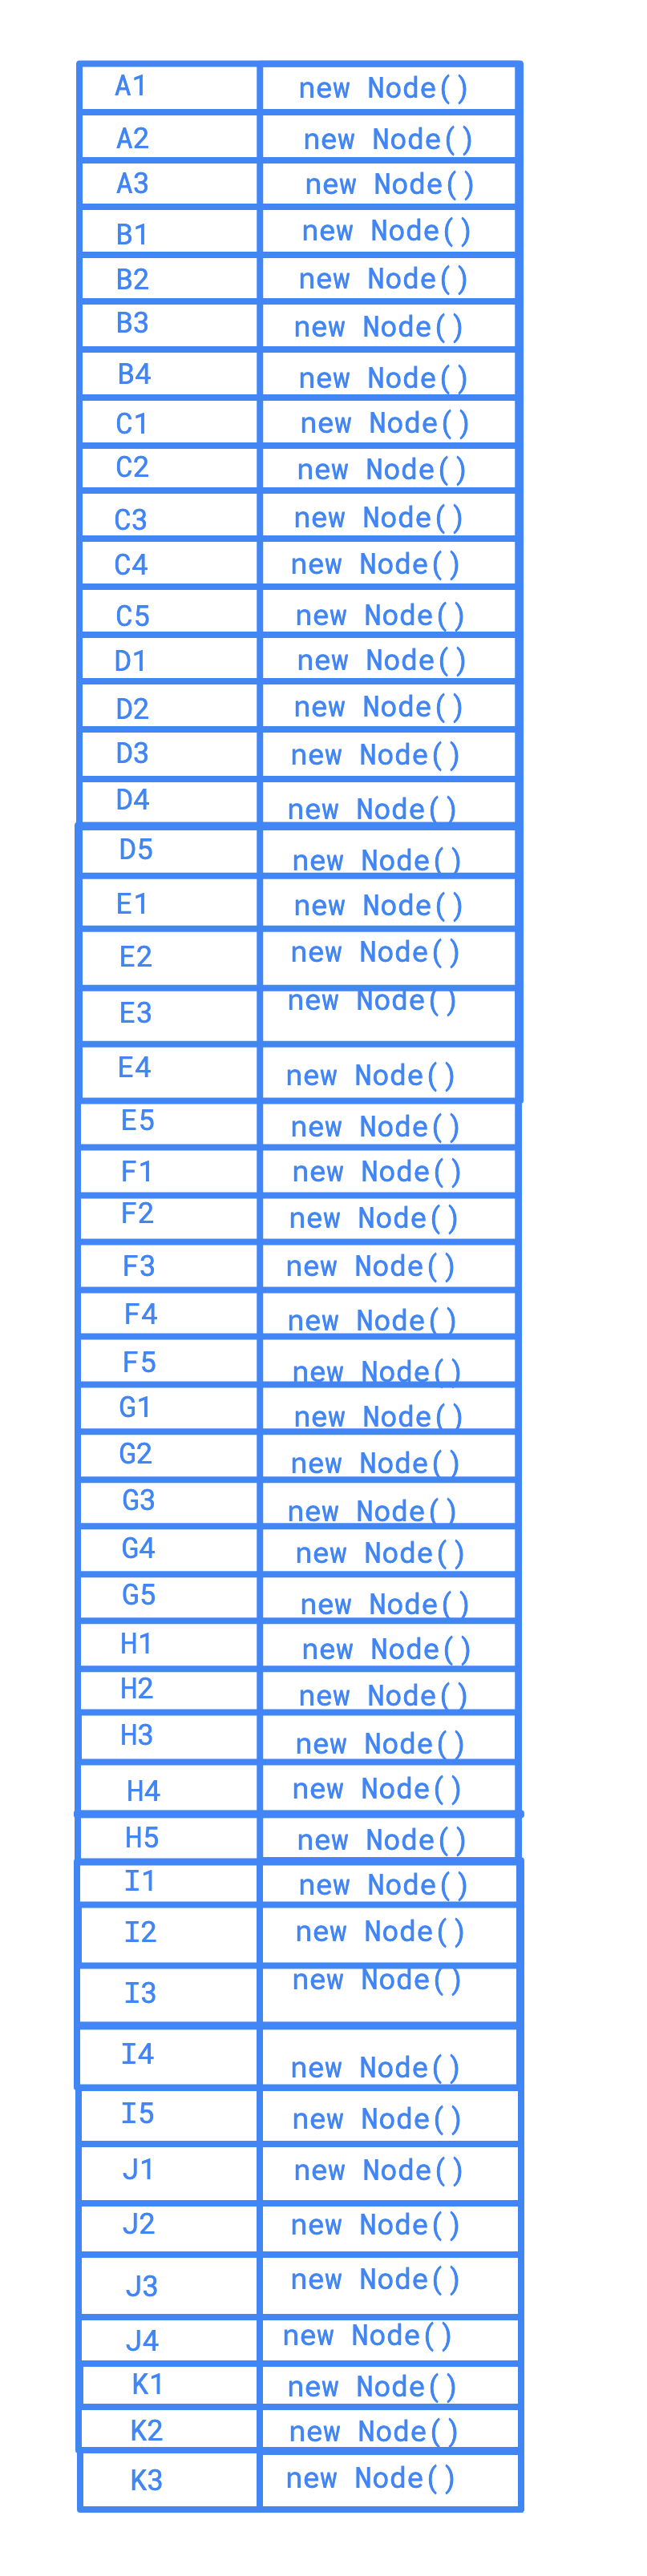 A1 new Node()
A2 new Node()
A3 new Node()
B1 new Node()
B2 new Node()
B3 new Node()
B4 new Node()
C1 new Node()
C2 new Node()
C3 new Node()
C4 new Node()
C5 new Node()
D1 new Node()
D2 new Node()
D3 new Node()
D4 new Node()
D5 new Node()
E1 new Node()
E2 new Node()
E3 new Node()
E4 new Node()
E5 new Node()
F1 new Node()
F2 new Node()
F3 new Node()
F4 new Node()
F5 new Node()
G1 new Node()
G2 new Node()
G3 new Node()
G4 new Node()
G5 new Node()
H1 new Node()
H2 new Node()
H3 new Node()
H4 new Node()
H5 new Node()
I1 new Node()
I2 new Node()
I3 new Node()
I4 new Node()
I5 new Node()
J1 new Node()
J2 new Node()
J3 new Node()
J4 new Node()
K1 new Node()
K2 new Node()
K3 new Node()